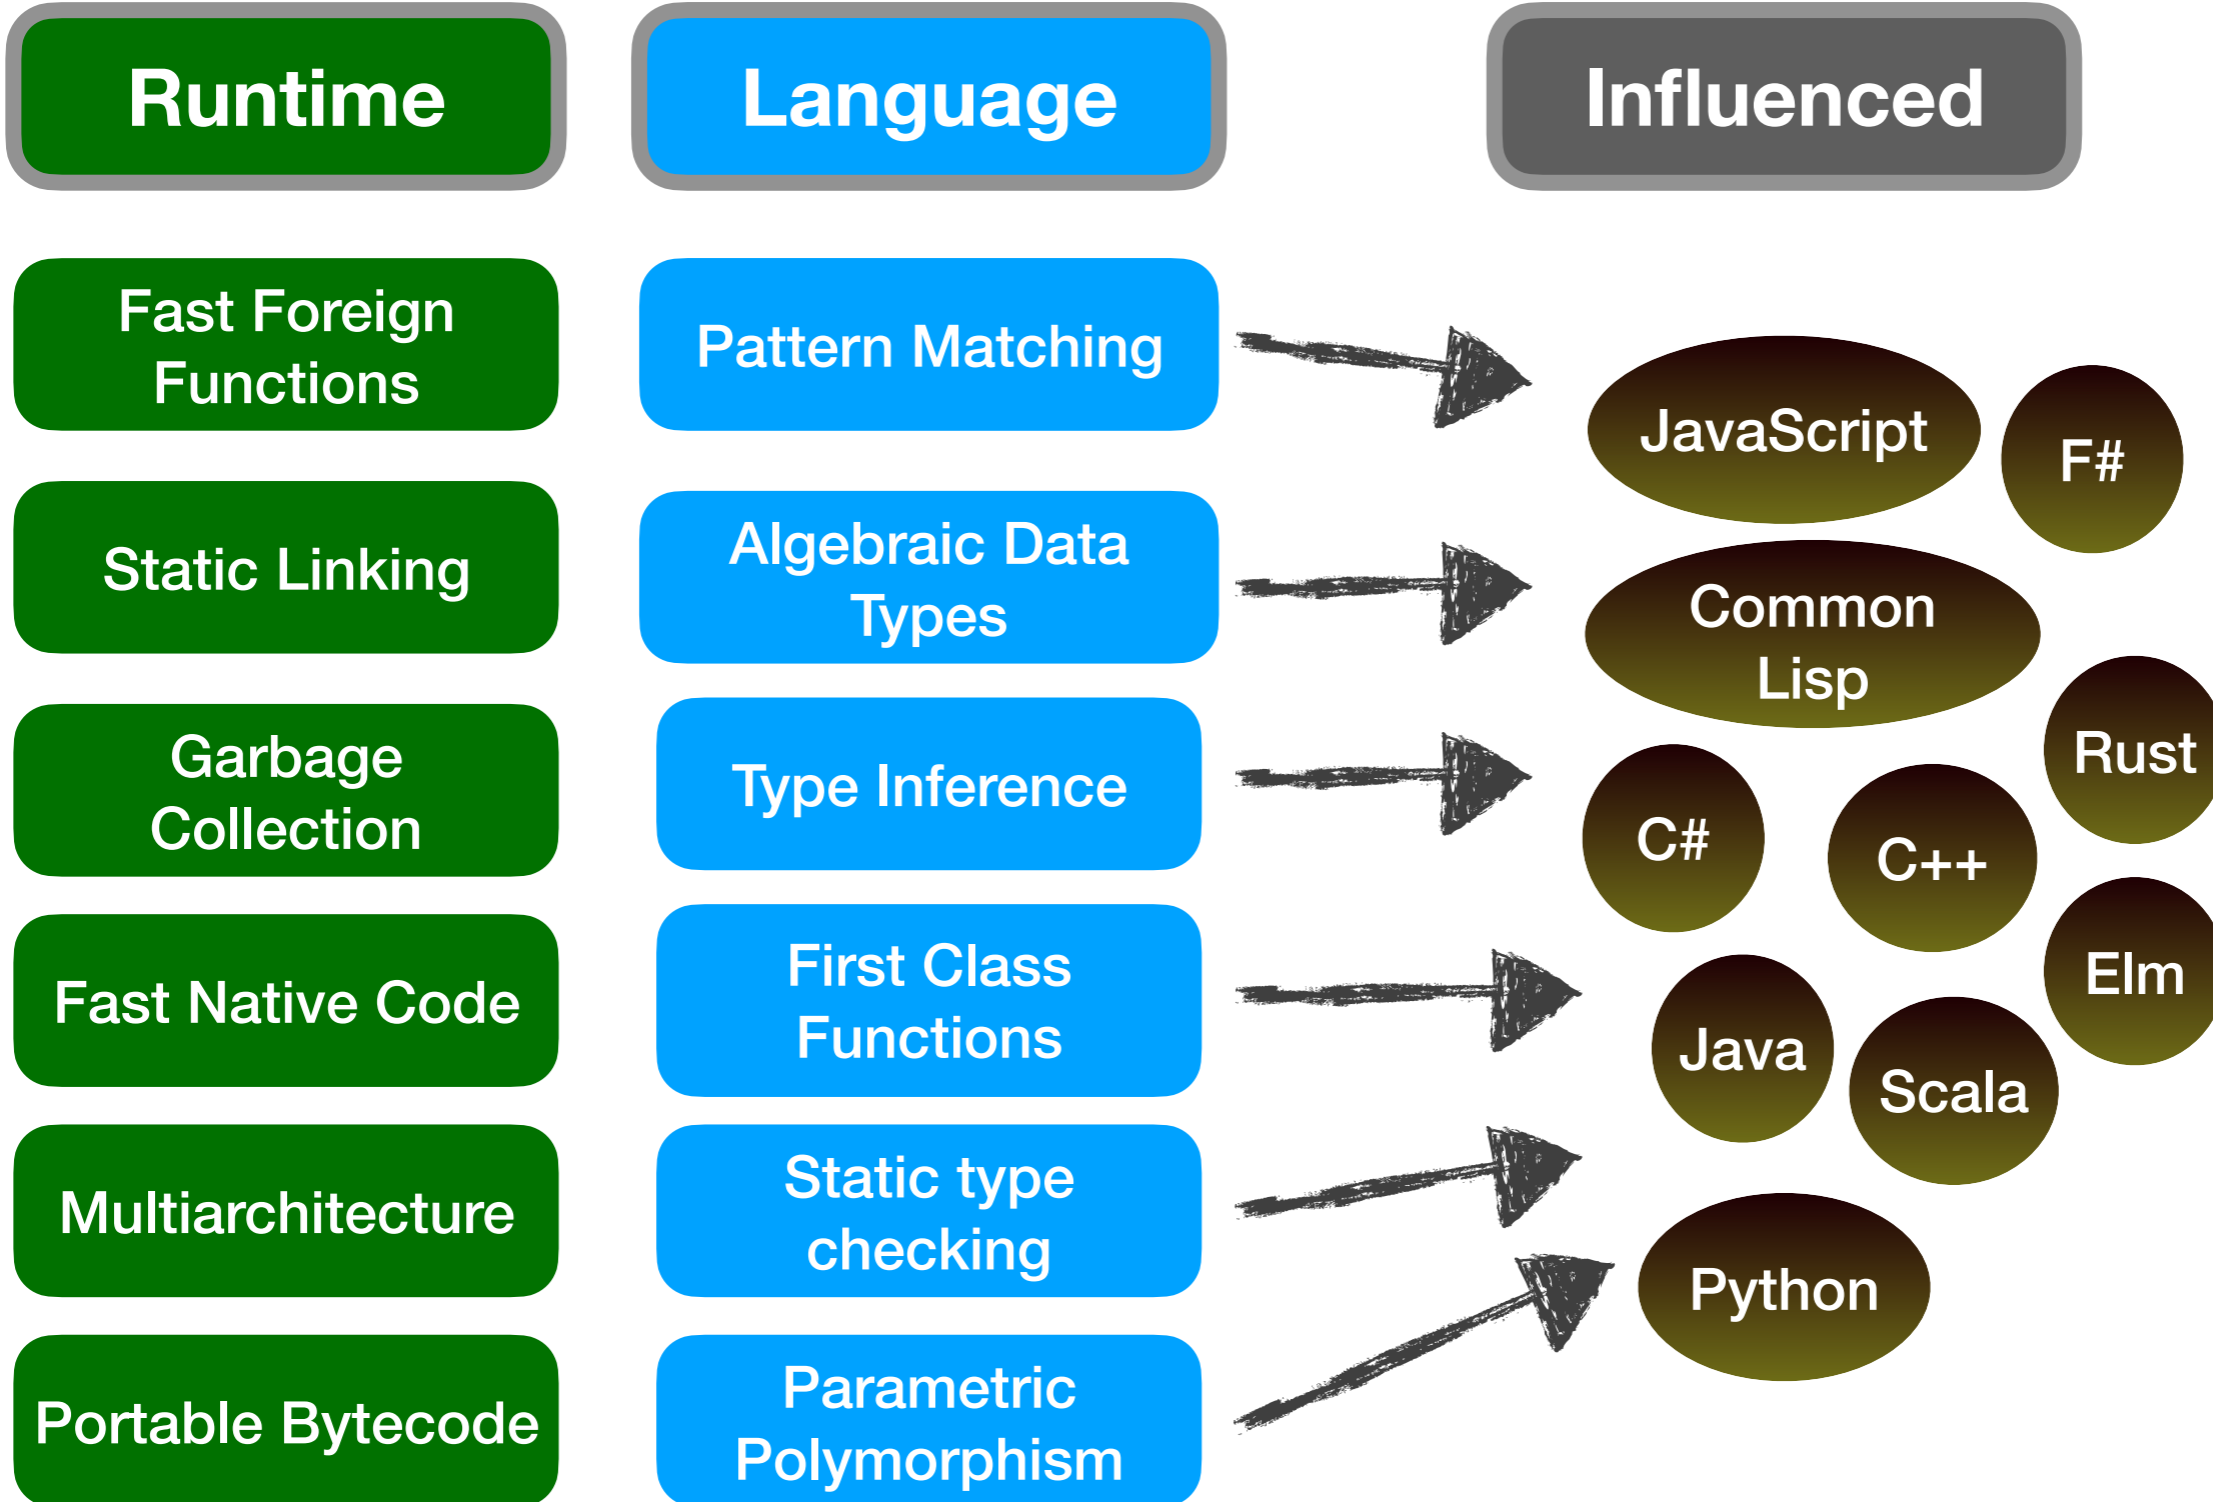 Runtime
Language
Influenced
Fast Foreign
Functions
Static Linking
Garbage
Collection
Fast Native Code
Multiarchitecture
Portable Bytecode
Pattern Matching
Algebraic Data
Types
Type Inference
First Class
Functions
Static type
checking
Parametric
Polymorphism
JavaScript
F#
Common
Lisp
Rust
C#
C++
Elm
Java
Scala
Python